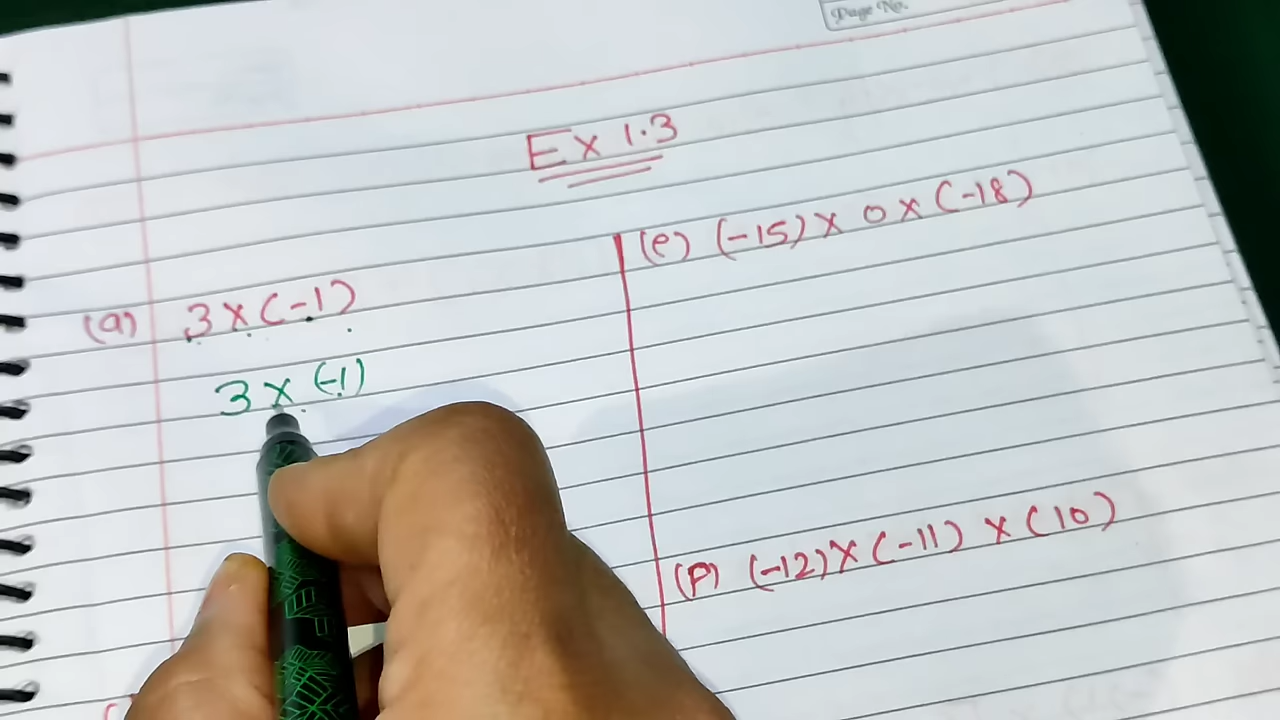 Page No.
Ex 1.3
(a) 3 x (-1)
3 x (-1)
(e) (-15) x 0 x (-18)
(f) (-12) x (-11) x (10)